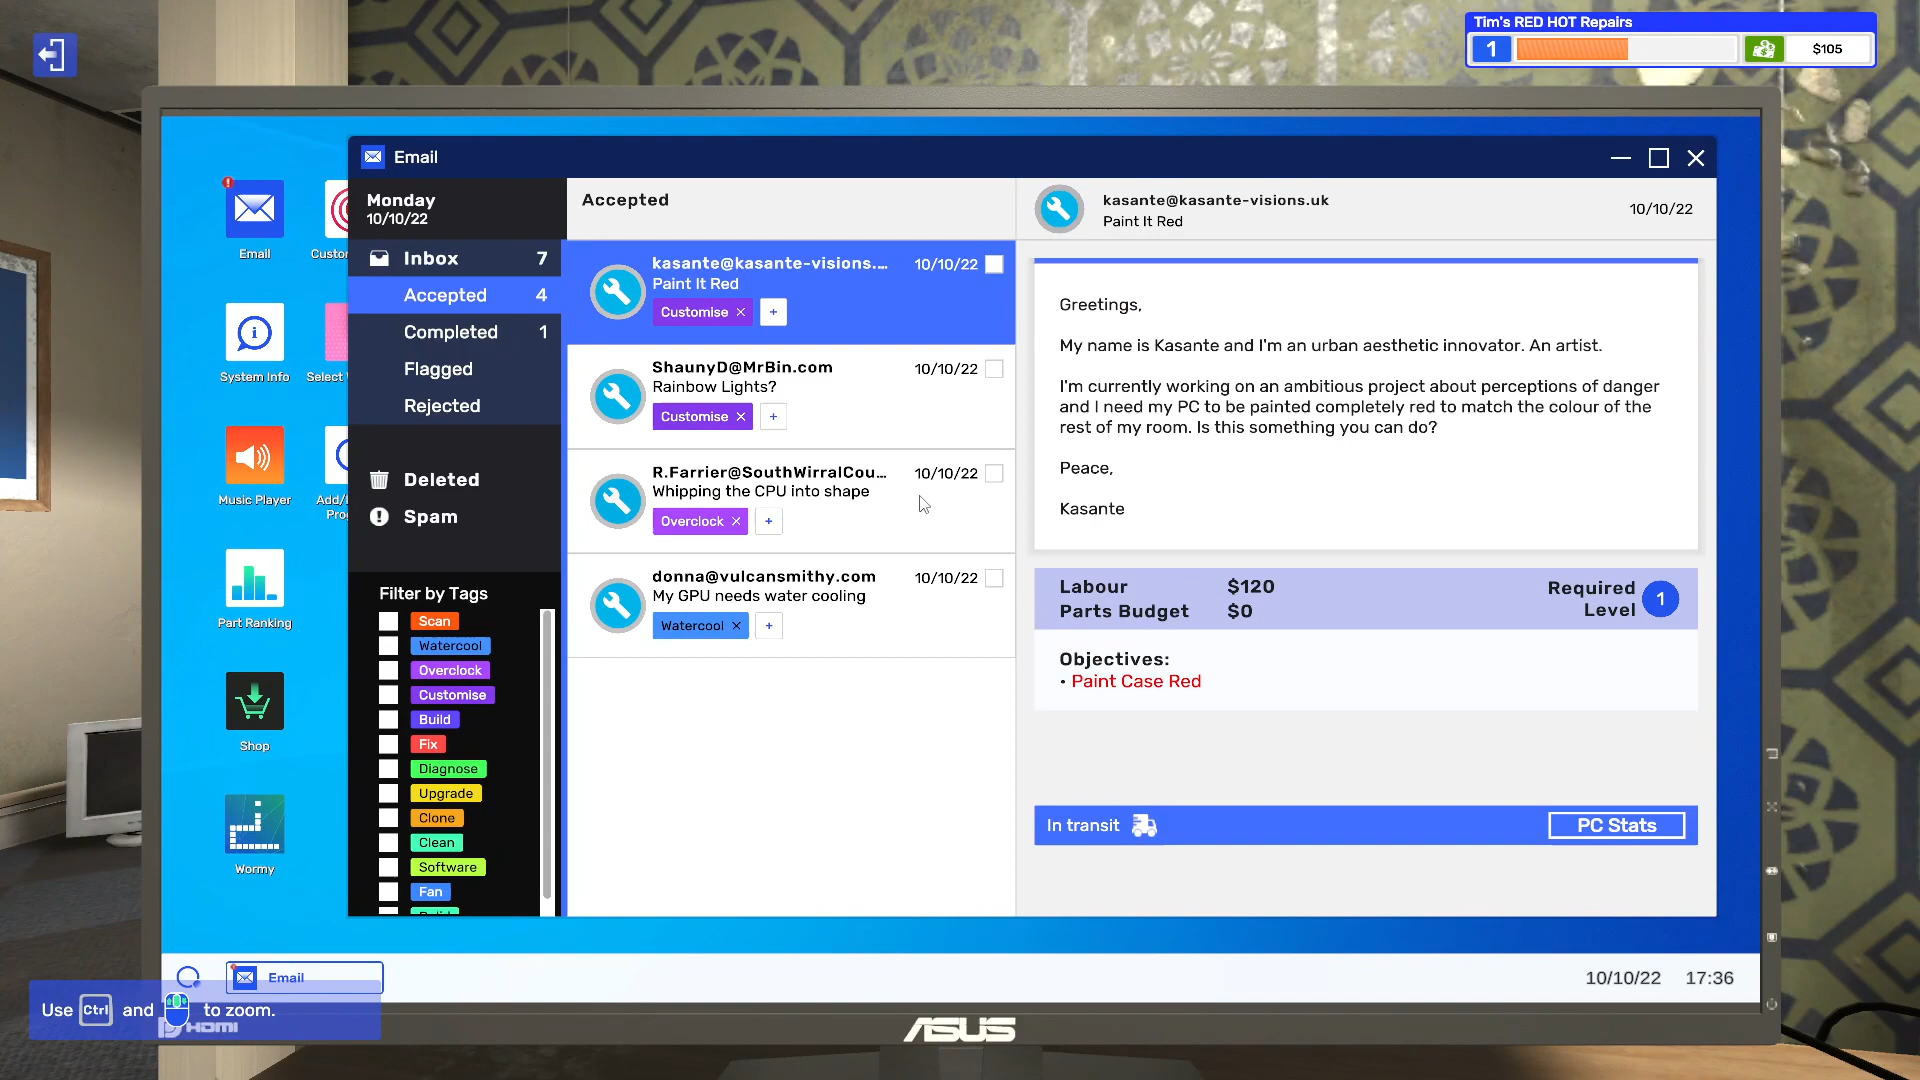 Tim's RED HOT Repairs
1
$105
Email
Monday
10/10/22
Inbox 7
Accepted 4
Completed 1
Flagged
Rejected
Deleted
Spam
Filter by Tags
Scan
Watercool
Overclock
Customise
Build
Fix
Diagnose
Upgrade
Clone
Clean
Software
Fan
Accepted
kasante@kasante-visions.... 10/10/22
Paint It Red
Customise × +
ShaunyD@MrBin.com 10/10/22
Rainbow Lights?
Customise × +
R.Farrier@SouthWirralCou... 10/10/22
Whipping the CPU into shape
Overclock × +
donna@vulcansmithy.com 10/10/22
My GPU needs water cooling
Watercool × +
kasante@kasante-visions.uk
Paint It Red
10/10/22
Greetings,
My name is Kasante and I'm an urban aesthetic innovator. An artist.
I'm currently working on an ambitious project about perceptions of danger
and I need my PC to be painted completely red to match the colour of the
rest of my room. Is this something you can do?
Peace,
Kasante
Labour $120
Parts Budget $0
Required
Level 1
Objectives:
• Paint Case Red
In transit
PC Stats
Email
System Info
Music Player
Part Ranking
Shop
Wormy
Email
10/10/22 17:36
Use Ctrl and to zoom.
HDMI
ASUS